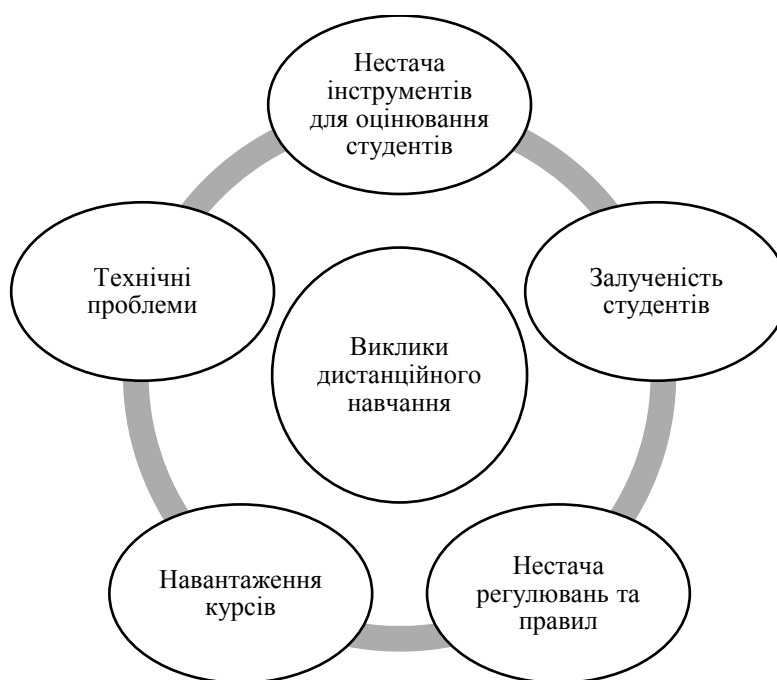 Нестача
інструментів
для оцінювання
студентів
Технічні
проблеми
Залученість
студентів
Виклики
дистанційного
навчання
Навантаження
курсів
Нестача
регулювань та
правил